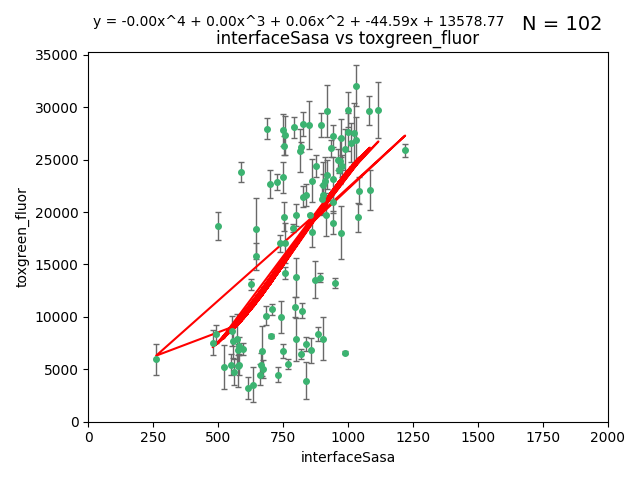 y = -0.00x^4 + 0.00x^3 + 0.06x^2 + -44.59x + 13578.77 N = 102
interfaceSasa vs toxgreen_fluor
35000
30000
25000
20000
15000
10000
5000
0
toxgreen_fluor
0 250 500 750 1000 1250 1500 1750 2000
interfaceSasa